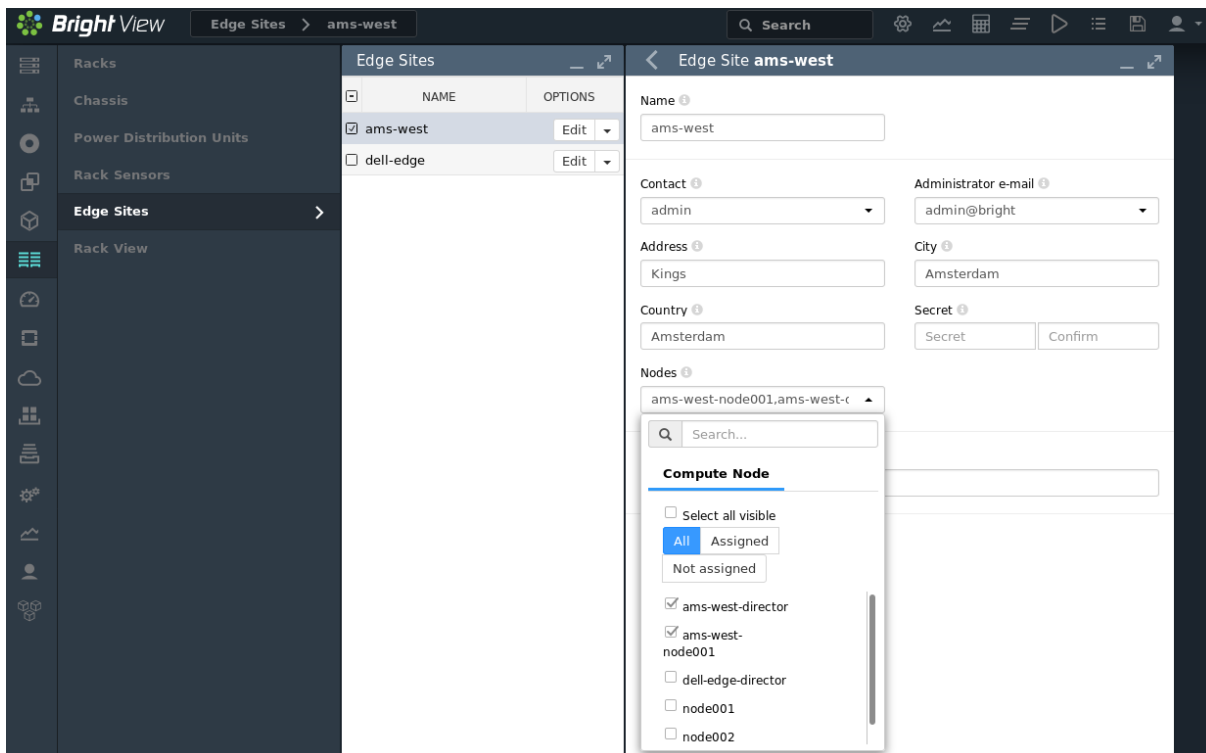 Bright View
Edge Sites > ams-west
Search
Racks
Chassis
Power Distribution Units
Rack Sensors
Edge Sites
Rack View
Edge Sites
NAME OPTIONS
ams-west Edit
dell-edge Edit
Edge Site ams-west
Name
ams-west
Contact Administrator e-mail
admin admin@bright
Address City
Kings Amsterdam
Country Secret
Amsterdam Secret Confirm
Nodes
ams-west-node001,ams-west-
Search...
Compute Node
Select all visible
All Assigned
Not assigned
ams-west-director
ams-west-
node001
dell-edge-director
node001
node002